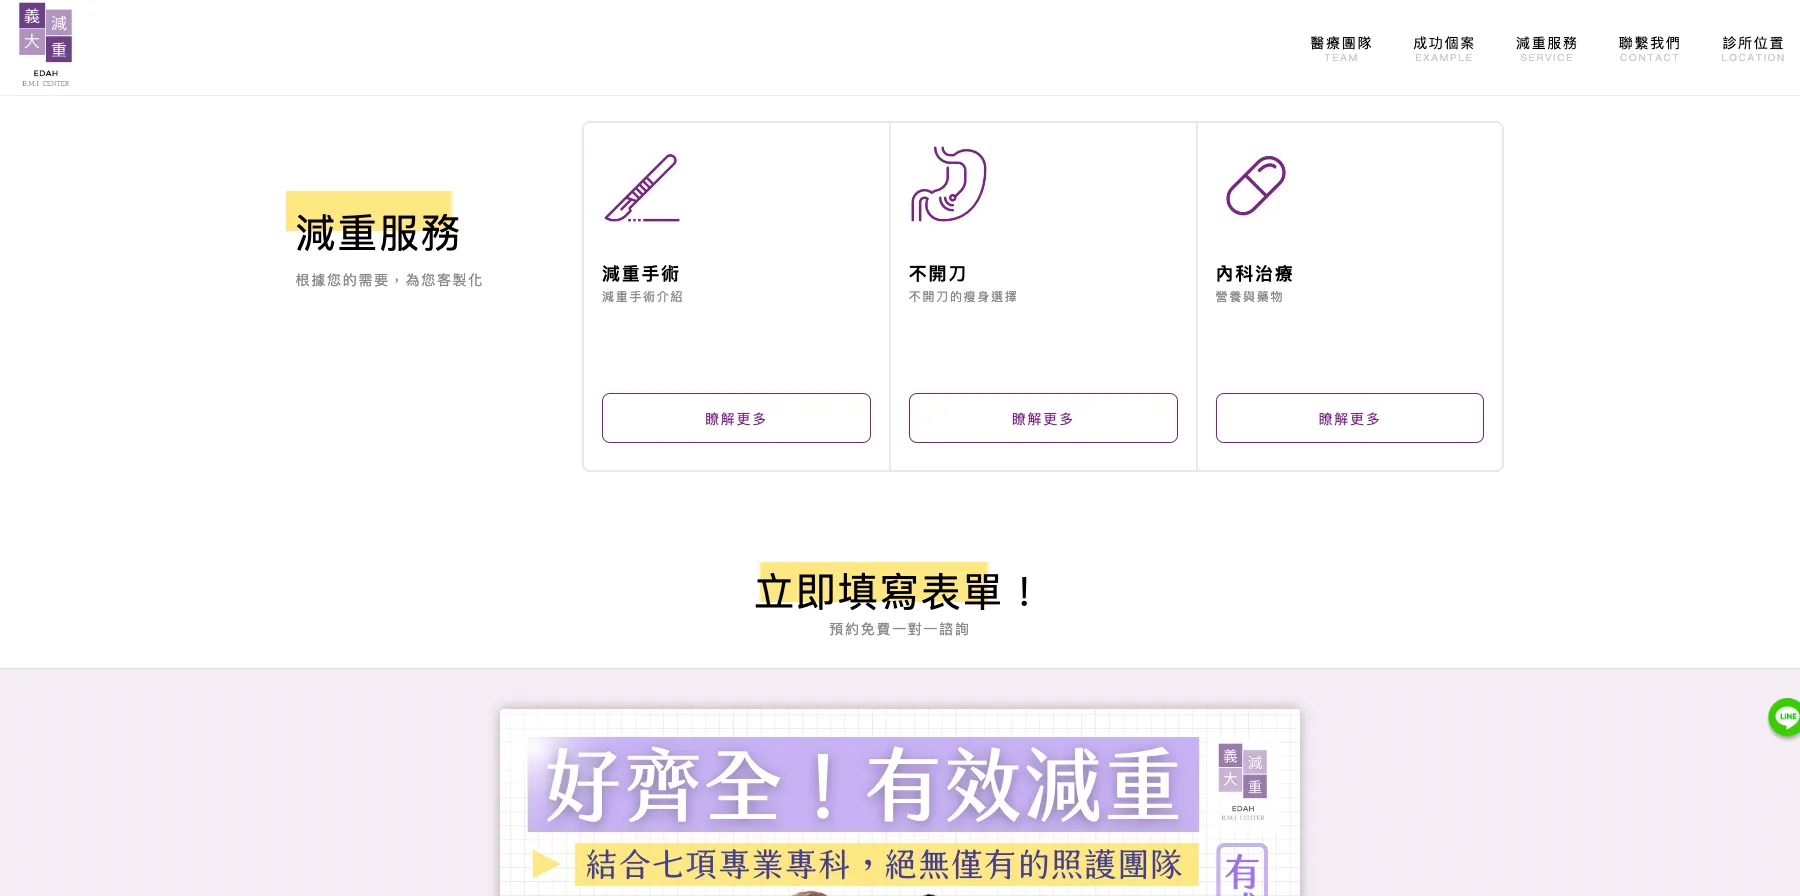 義減
大重
EDAH
B.M.I CENTER
醫療團隊
TEAM
成功個案
EXAMPLE
減重服務
SERVICE
聯繫我們
CONTACT
診所位置
LOCATION
減重服務
根據您的需要，為您客製化
減重手術
減重手術介紹
瞭解更多
不開刀
不開刀的瘦身選擇
瞭解更多
內科治療
營養與藥物
瞭解更多
立即填寫表單！
預約免費一對一諮詢
LINE
好齊全！有效減重
義減
大重
EDAH
B.M.I CENTER
結合七項專業專科，絕無僅有的照護團隊
有